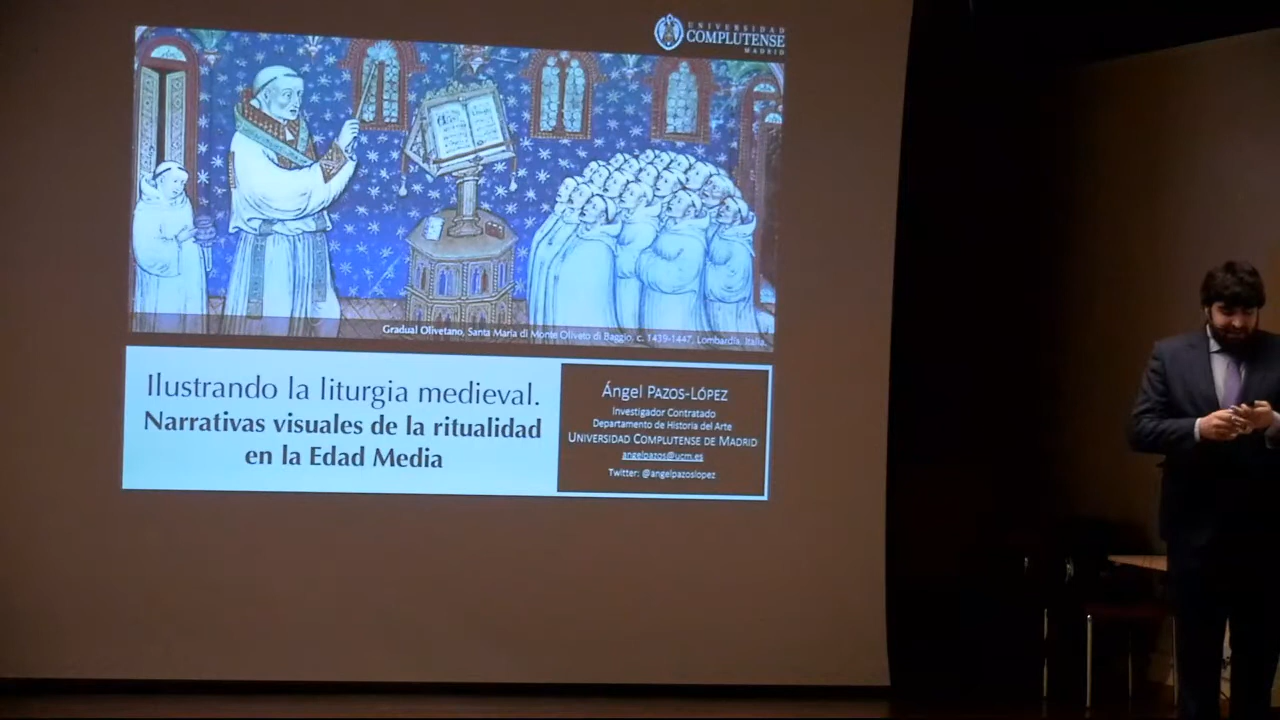 UNIVERSIDAD
COMPLUTENSE
MADRID
Gradual Olivetano, Santa Maria di Monte Oliveto di Baggio, c. 1439-1447, Lombardía, Italia.
Ilustrando la liturgia medieval.
Narrativas visuales de la ritualidad
en la Edad Media
Ángel PAZOS-LÓPEZ
Investigador Contratado
Departamento de Historia del Arte
UNIVERSIDAD COMPLUTENSE DE MADRID
angelpazos@ucm.es
Twitter: @angelpazoslopez